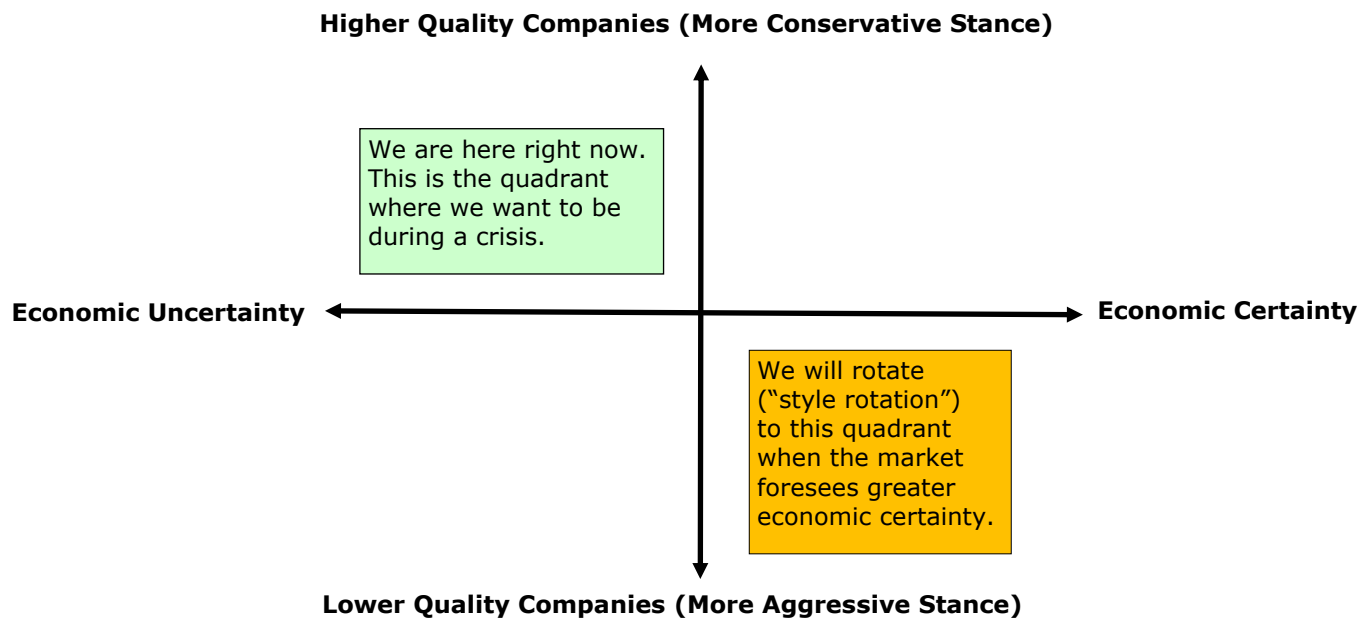 Higher Quality Companies (More Conservative Stance)
We are here right now.
This is the quadrant
where we want to be
during a crisis.
Economic Uncertainty
Economic Certainty
We will rotate
(“style rotation”)
to this quadrant
when the market
foresees greater
economic certainty.
Lower Quality Companies (More Aggressive Stance)